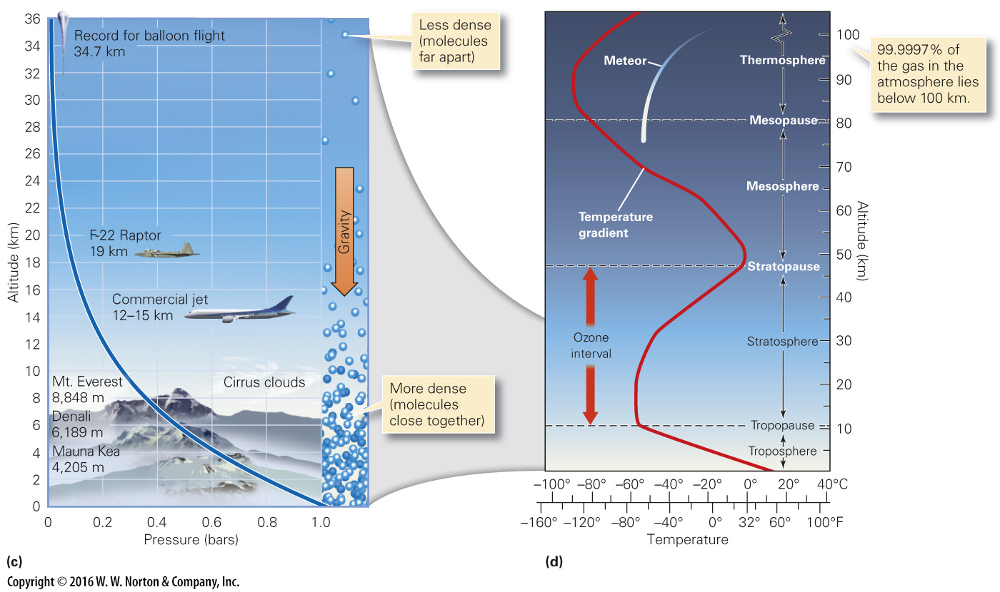 36
34
32
30
28
26
24
22
20
18
16
14
12
10
8
6
4
2
0
Altitude (km)
Record for balloon flight
34.7 km
F-22 Raptor
19 km
Commercial jet
12–15 km
Cirrus clouds
Mt. Everest
8,848 m
Denali
6,189 m
Mauna Kea
4,205 m
Gravity
0 0.2 0.4 0.6 0.8 1.0
Pressure (bars)
(c)
Less dense
(molecules
far apart)
More dense
(molecules
close together)
Meteor
Temperature
gradient
Ozone
interval
Thermosphere
Mesopause
Mesosphere
Stratopause
Stratosphere
Tropopause
Troposphere
100
90
80
70
60
50
40
30
20
10
Altitude (km)
99.9997% of
the gas in the
atmosphere lies
below 100 km.
–100° –80° –60° –40° –20° 0° 20° 40°C
–160° –120° –80° –40° 0° 32° 60° 100°F
Temperature
(d)
Copyright © 2016 W. W. Norton & Company, Inc.